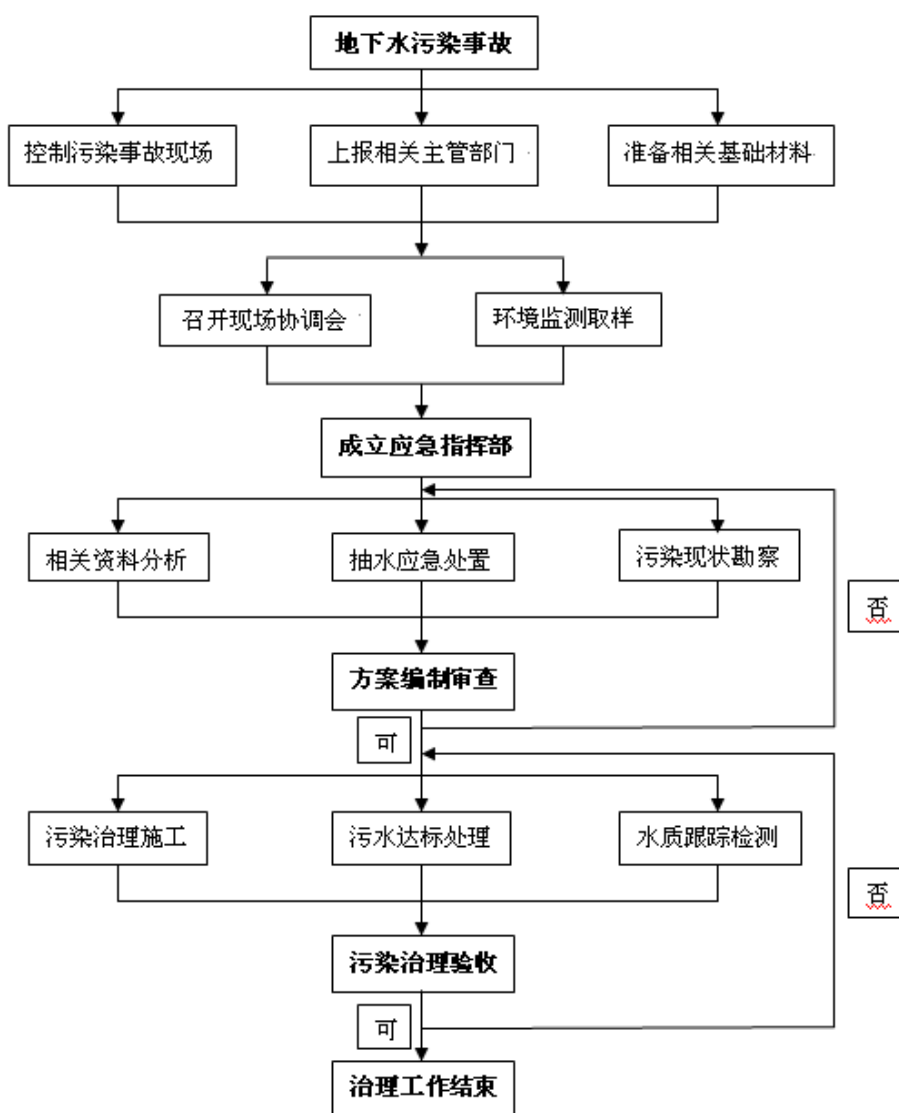 地下水污染事故
控制污染事故现场
上报相关主管部门
准备相关基础材料
召开现场协调会
环境监测取样
成立应急指挥部
相关资料分析
抽水应急处置
污染现状勘察
否
方案编制审查
可
污染治理施工
污水达标处理
水质跟踪检测
否
污染治理验收
可
治理工作结束